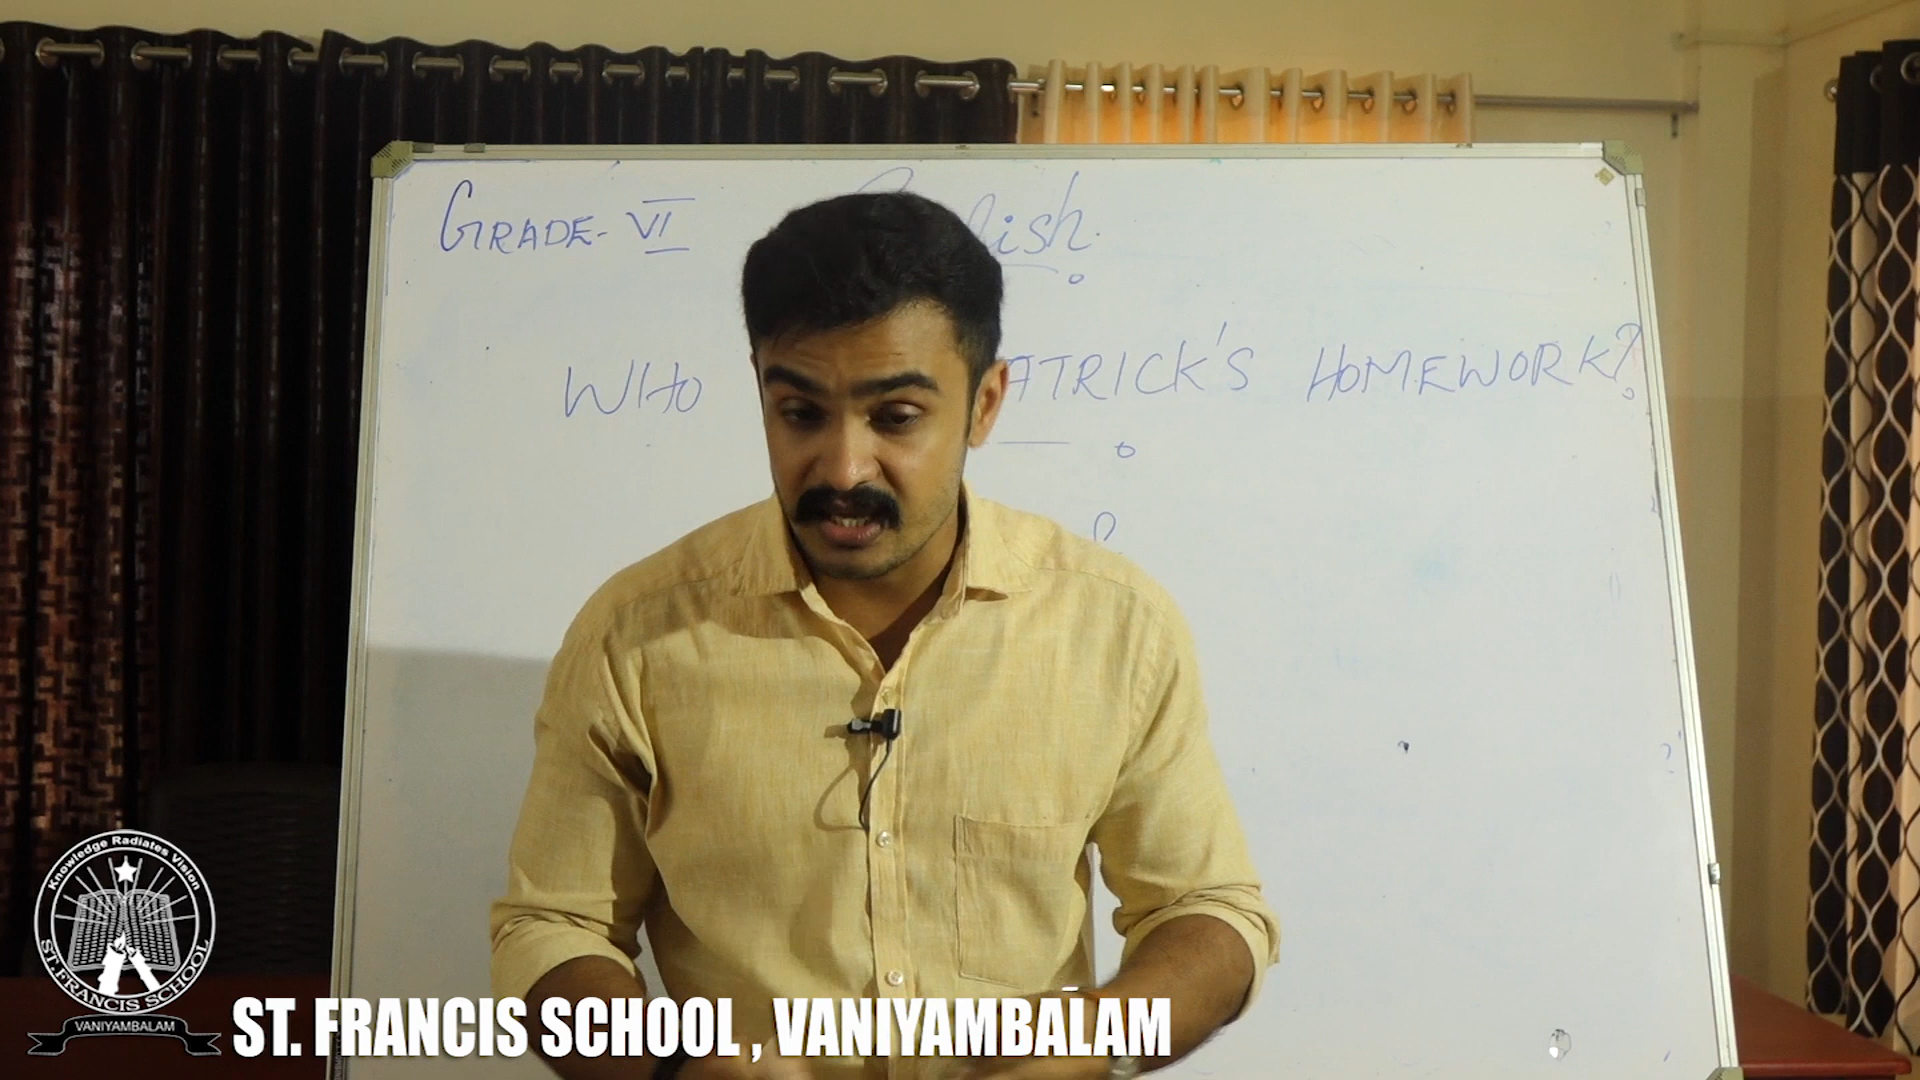 GRADE- VI
WHO ATRICK'S HOMEWORK?
Knowledge Radiates Vision
ST. FRANCIS SCHOOL
VANIYAMBALAM
ST. FRANCIS SCHOOL , VANIYAMBALAM